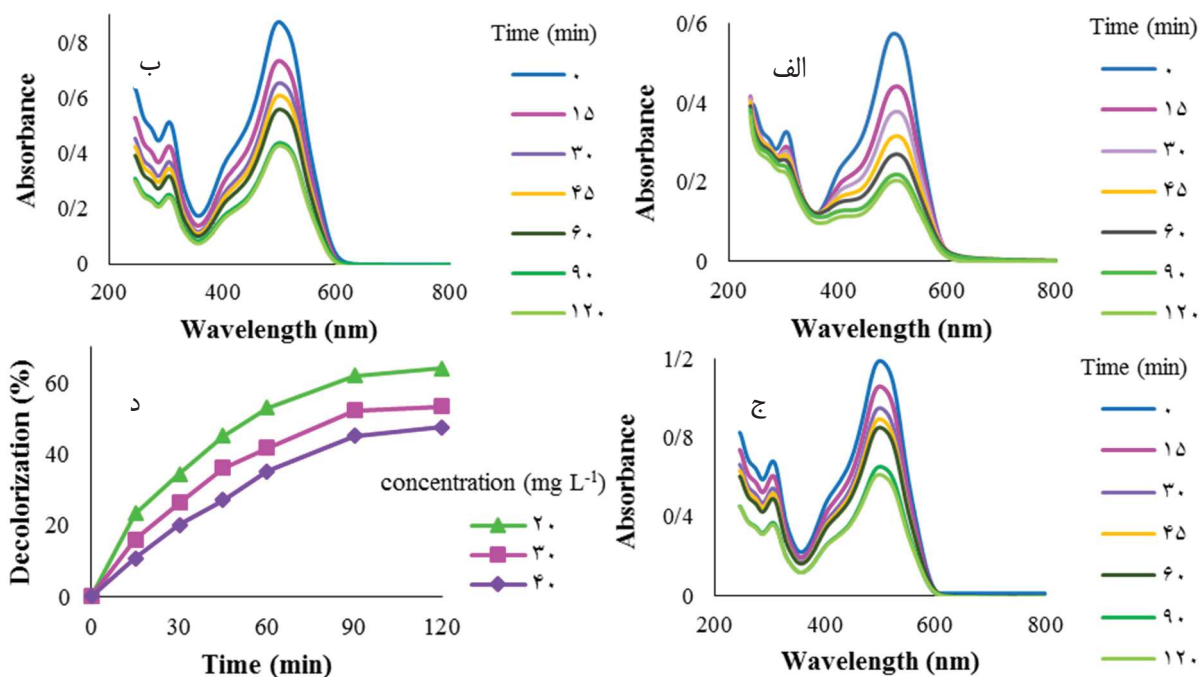 ب
Absorbance
0/8
0/6
0/4
0/2
0
200 400 600 800
Wavelength (nm)
Time (min)
۰
۱۵
۳۰
۴۵
۶۰
۹۰
۱۲۰
الف
Absorbance
0/6
0/4
0/2
0
200 400 600 800
Wavelength (nm)
Time (min)
۰
۱۵
۳۰
۴۵
۶۰
۹۰
۱۲۰
د
Decolorization (%)
60
40
20
0
0 30 60 90 120
Time (min)
concentration (mg L-1)
۲۰
۳۰
۴۰
ج
Absorbance
1/2
0/8
0/4
0
200 400 600 800
Wavelength (nm)
Time (min)
۰
۱۵
۳۰
۴۵
۶۰
۹۰
۱۲۰